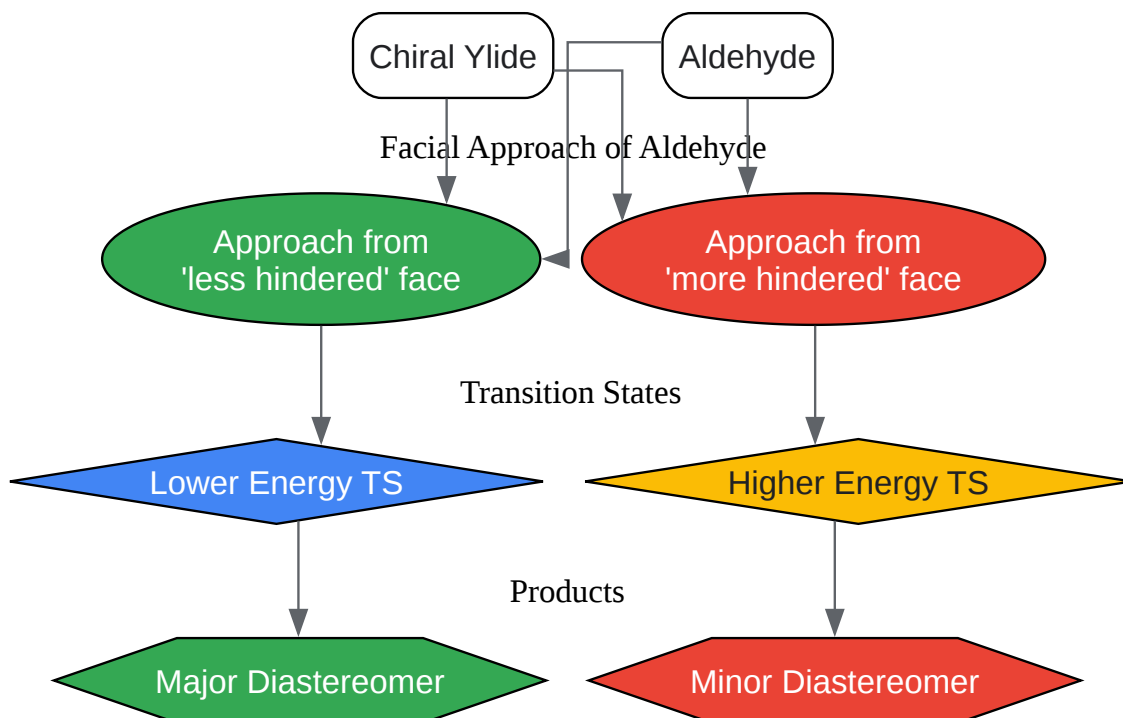 Chiral Ylide
Aldehyde
Facial Approach of Aldehyde
Approach from
'less hindered' face
Approach from
'more hindered' face
Transition States
Lower Energy TS
Higher Energy TS
Products
Major Diastereomer
Minor Diastereomer